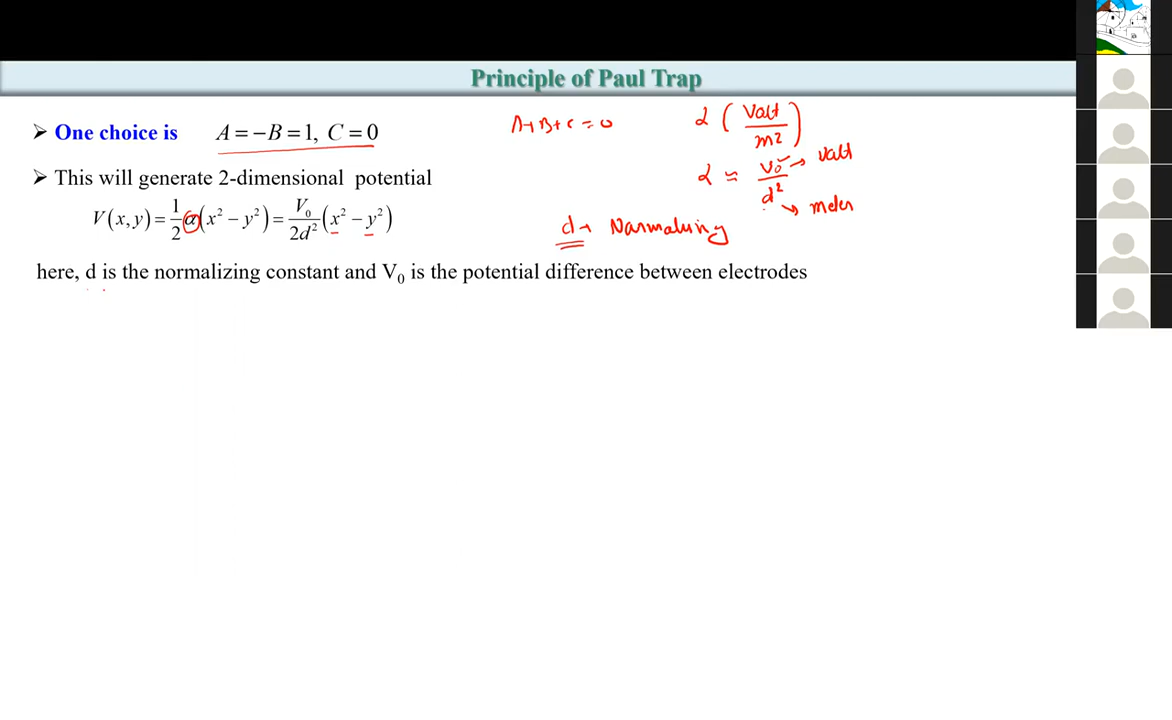 Principle of Paul Trap
➢ One choice is A = −B = 1, C = 0
A+B+C = 0
α ( Volt / m2 )
➢ This will generate 2-dimensional potential
α ≈ V0 / d² → Volt → meter
V(x,y) = 1/2 α(x² − y²) = V₀/2d² (x² − y²)
d → Normalising
here, d is the normalizing constant and V₀ is the potential difference between electrodes